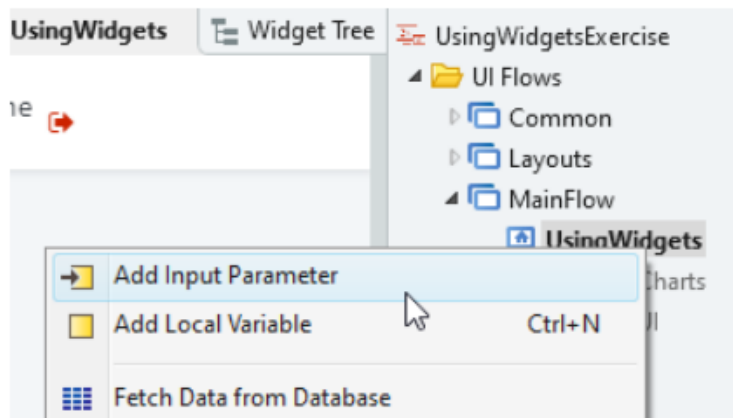 UsingWidgets
Widget Tree
UsingWidgetsExercise
UI Flows
Common
Layouts
MainFlow
UsingWidgets
Add Input Parameter
Add Local Variable Ctrl+N
Fetch Data from Database